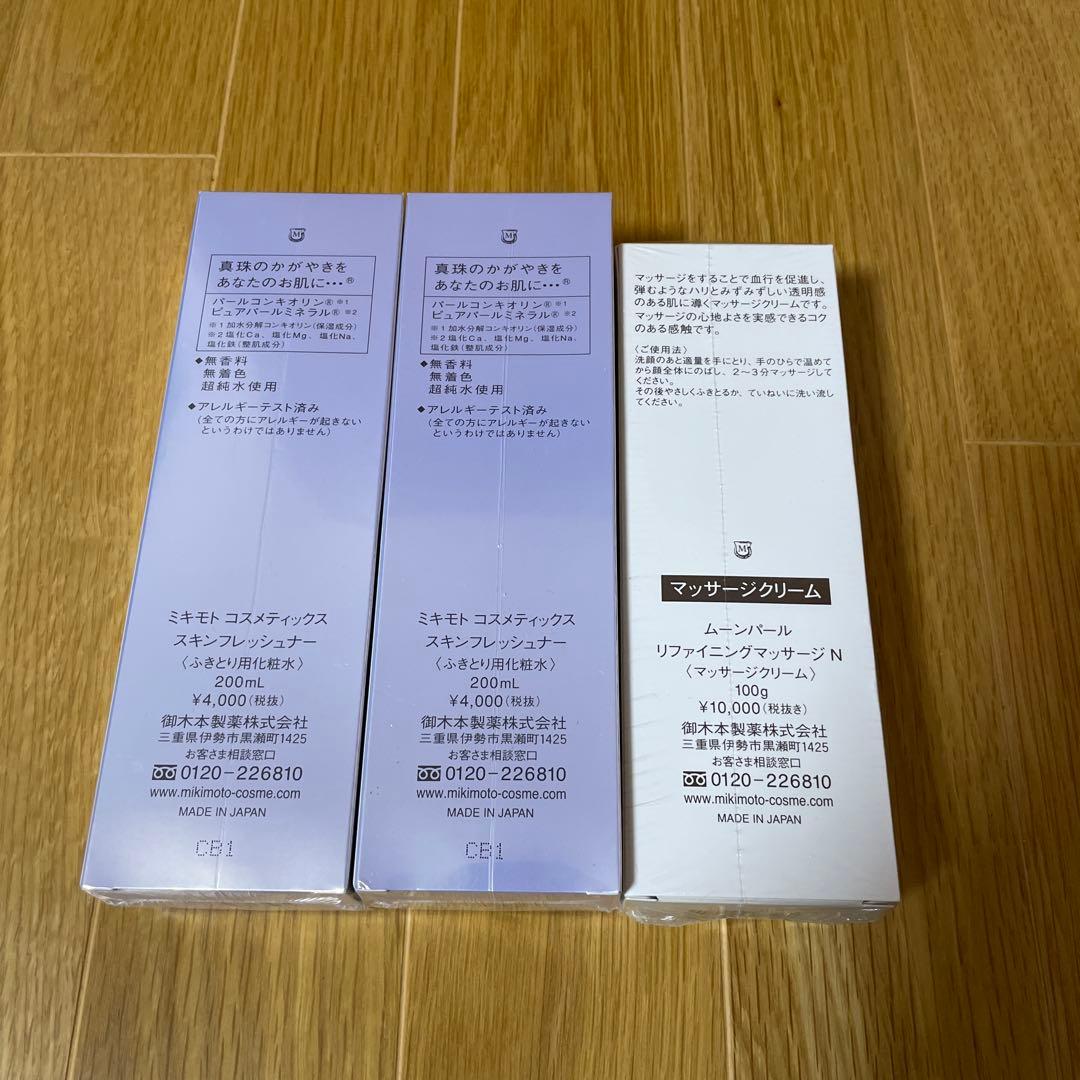 M
真珠のかがやきを
あなたのお肌に…®
パールコンキオリン® ※1
ピュアパールミネラル® ※2
※1加水分解コンキオリン(保湿成分)
※2塩化Ca、塩化Mg、塩化Na、
塩化鉄(整肌成分)
◆無香料
無着色
超純水使用
◆アレルギーテスト済み
(全ての方にアレルギーが起きない
というわけではありません)
ミキモト コスメティックス
スキンフレッシュナー
〈ふきとり用化粧水〉
200mL
¥4,000(税抜)
御木本製薬株式会社
三重県伊勢市黒瀬町1425
お客さま相談窓口
0120-226810
www.mikimoto-cosme.com
MADE IN JAPAN
CB1
M
真珠のかがやきを
あなたのお肌に…®
パールコンキオリン® ※1
ピュアパールミネラル® ※2
※1加水分解コンキオリン(保湿成分)
※2塩化Ca、塩化Mg、塩化Na、
塩化鉄(整肌成分)
◆無香料
無着色
超純水使用
◆アレルギーテスト済み
(全ての方にアレルギーが起きない
というわけではありません)
ミキモト コスメティックス
スキンフレッシュナー
〈ふきとり用化粧水〉
200mL
¥4,000(税抜)
御木本製薬株式会社
三重県伊勢市黒瀬町1425
お客さま相談窓口
0120-226810
www.mikimoto-cosme.com
MADE IN JAPAN
CB1
マッサージをすることで血行を促進し、
弾むようなハリとみずみずしい透明感
のある肌に導くマッサージクリームです。
マッサージの心地よさを実感できるコク
のある感触です。
〈ご使用法〉
洗顔のあと適量を手にとり、手のひらで温めて
から顔全体にのばし、2〜3分マッサージして
ください。
その後やさしくふきとるか、ていねいに洗い流し
てください。
M
マッサージクリーム
ムーンパール
リファイニングマッサージ N
〈マッサージクリーム〉
100g
¥10,000(税抜き)
御木本製薬株式会社
三重県伊勢市黒瀬町1425
お客さま相談窓口
0120-226810
www.mikimoto-cosme.com
MADE IN JAPAN